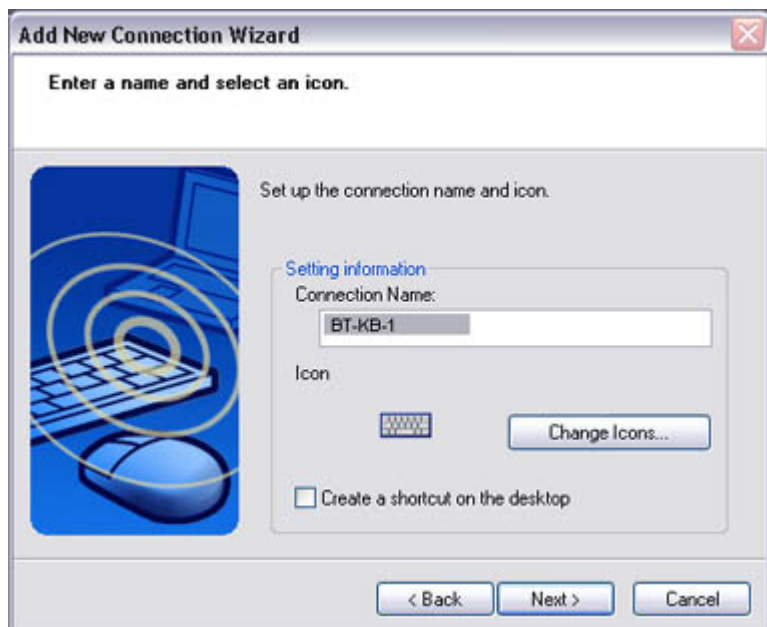 Add New Connection Wizard
Enter a name and select an icon.
Set up the connection name and icon.
Setting information
Connection Name:
BT-KB-1
Icon
Change Icons...
Create a shortcut on the desktop
< Back Next > Cancel